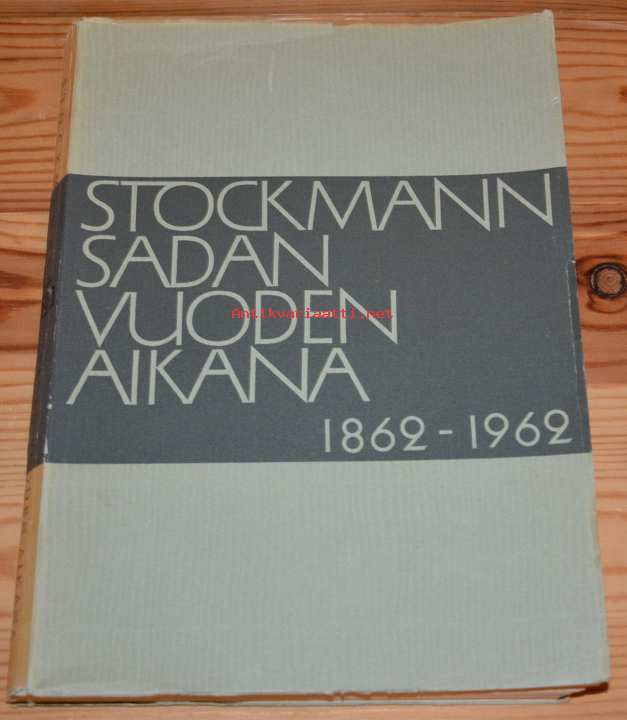 STOCKMANN
SADAN
VUODEN
Antikvariaatti.net
AIKANA
1862-1962